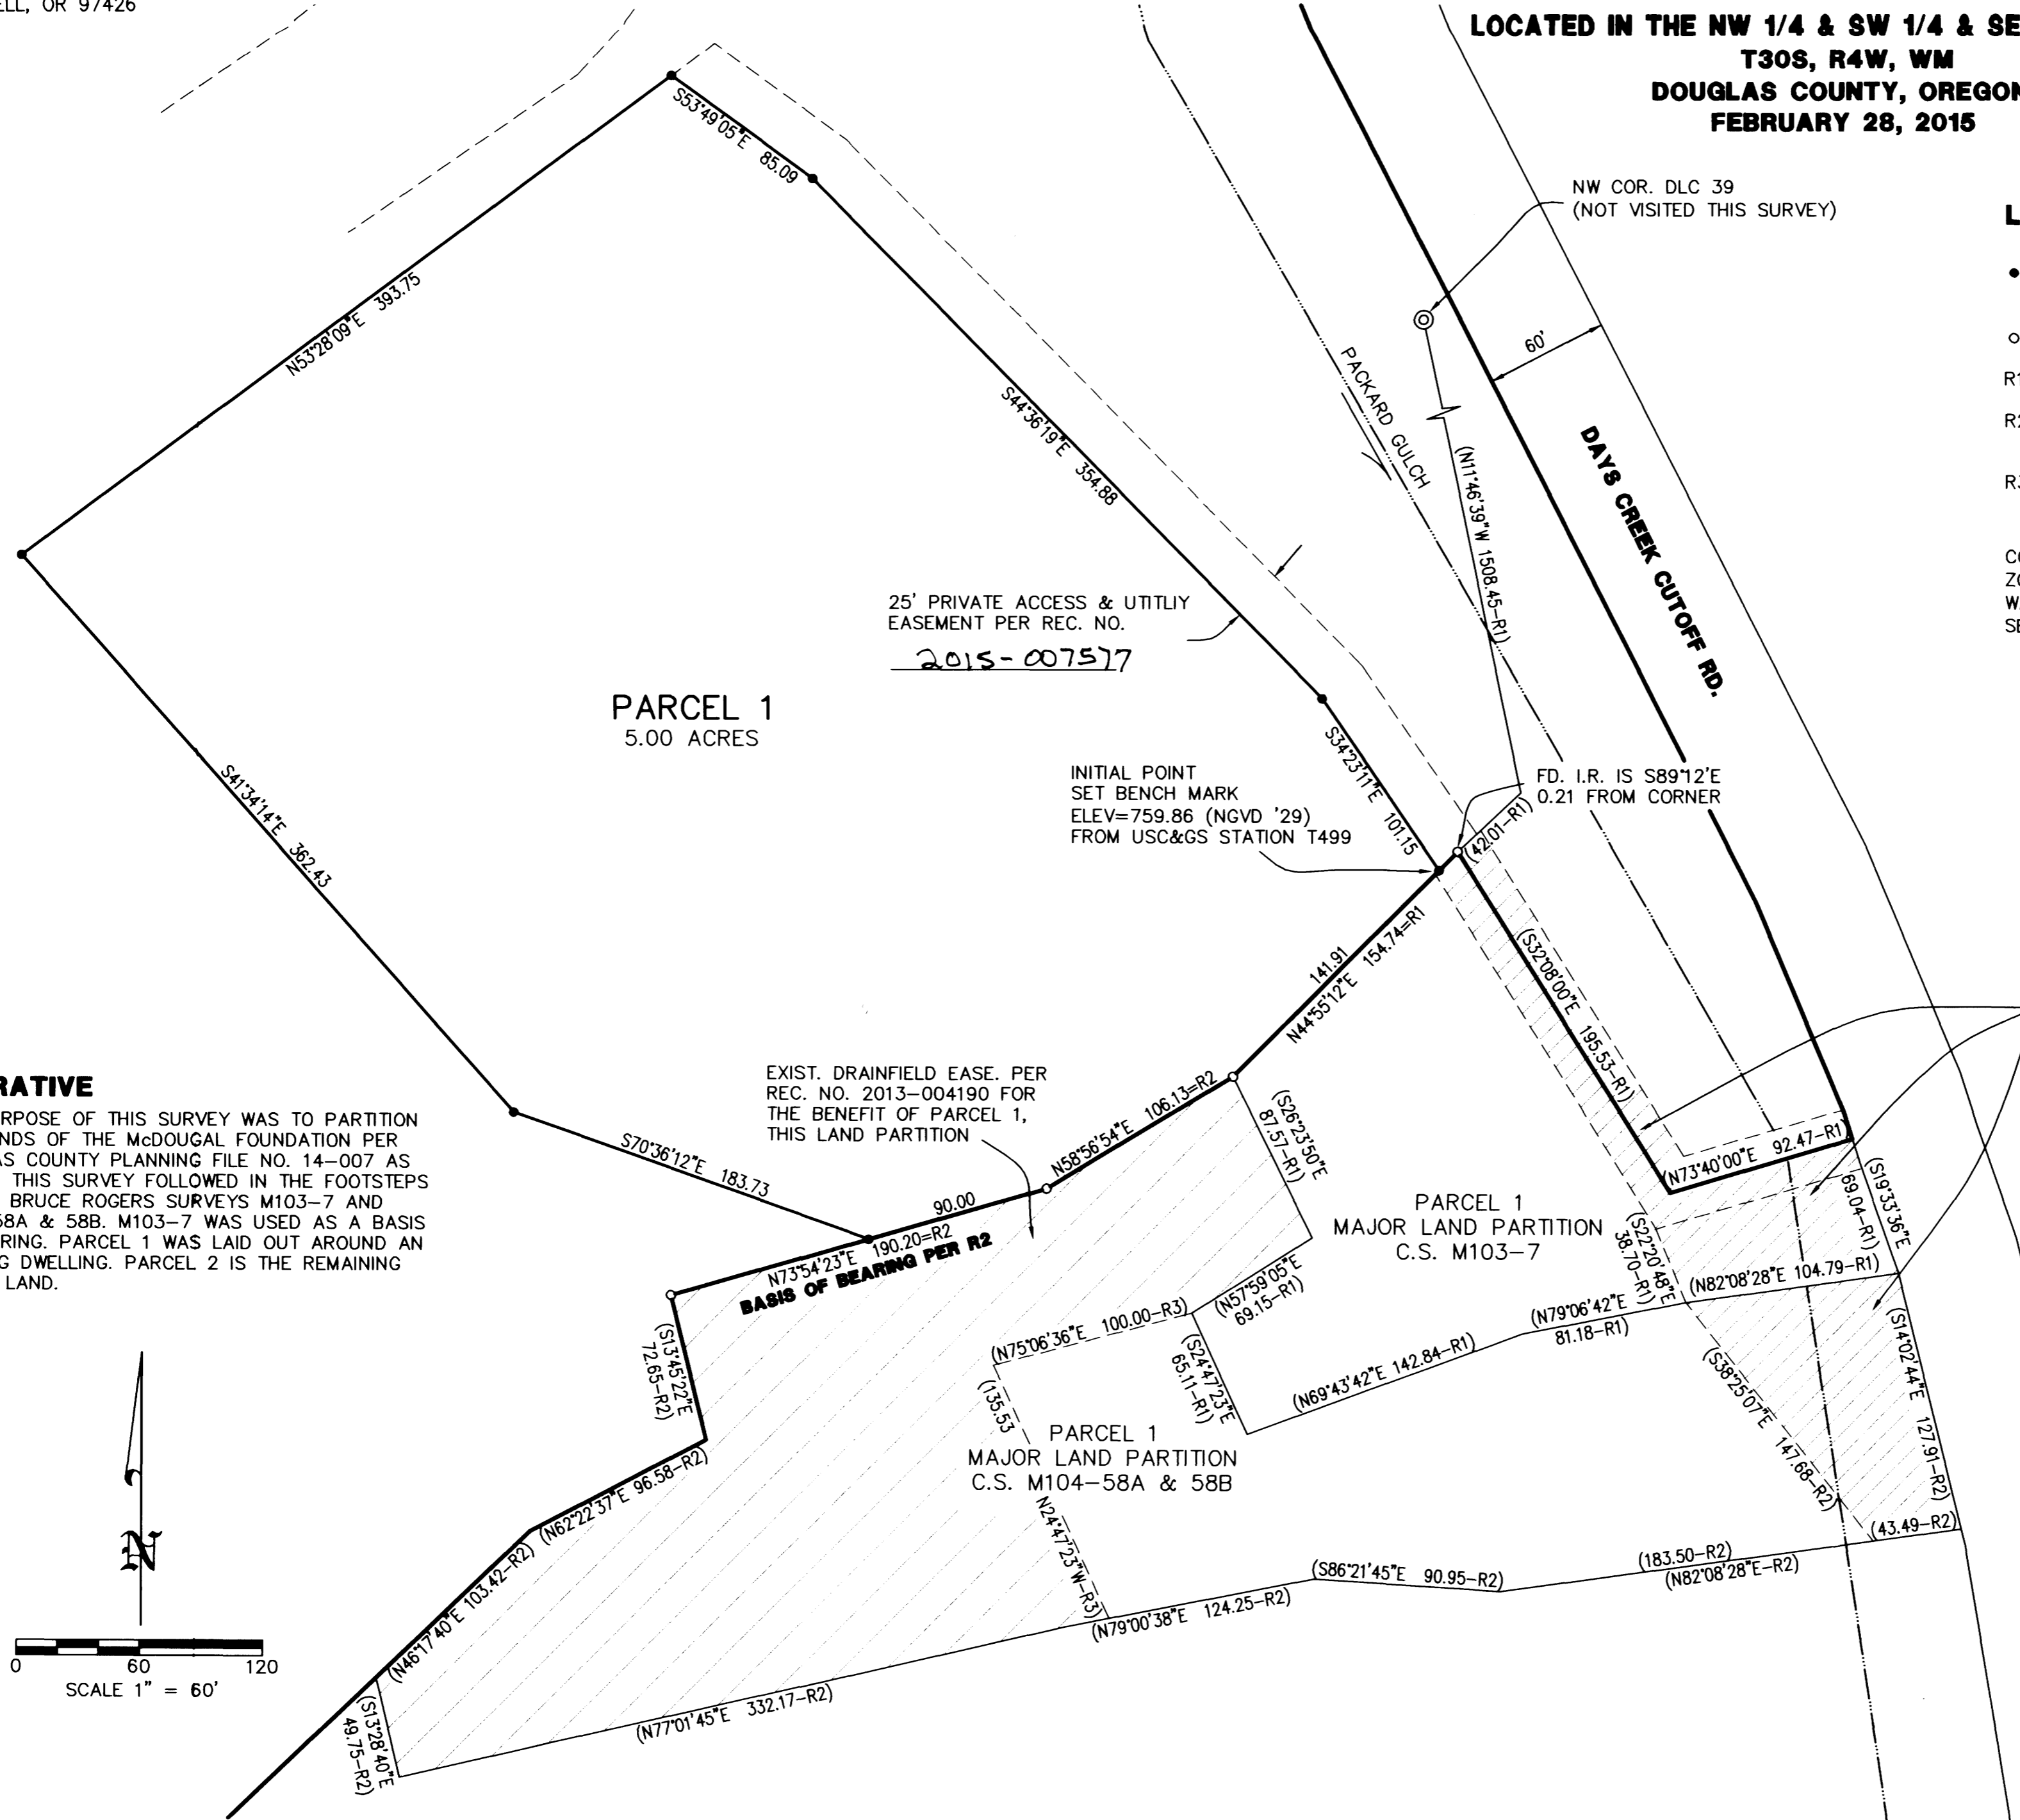 ELL, OR 97426
LOCATED IN THE NW 1/4 & SW 1/4 & SE
T30S, R4W, WM
DOUGLAS COUNTY, OREGON
FEBRUARY 28, 2015
S53°49'05"E 85.09
NW COR. DLC 39
(NOT VISITED THIS SURVEY)
L
N53°28'09"E 393.75
60'
R1
R2
R3
S44°36'19"E 354.88
PACKARD GULCH
(N11°46'39"W 1508.45-R1)
DAYS CREEK CUTOFF RD.
CO
ZO
W
SE
25' PRIVATE ACCESS & UTITLIY
EASEMENT PER REC. NO.
2015-007577
PARCEL 1
5.00 ACRES
S34°23'11"E 101.15
INITIAL POINT
SET BENCH MARK
ELEV=759.86 (NGVD '29)
FROM USC&GS STATION T499
FD. I.R. IS S89°12'E
0.21 FROM CORNER
(42.01-R1)
S41°34'14"E 362.43
141.91
N44°55'12"E 154.74=R1
(S32°08'00"E 195.53-R1)
RATIVE
RPOSE OF THIS SURVEY WAS TO PARTITION
NDS OF THE McDOUGAL FOUNDATION PER
AS COUNTY PLANNING FILE NO. 14-007 AS
THIS SURVEY FOLLOWED IN THE FOOTSTEPS
BRUCE ROGERS SURVEYS M103-7 AND
58A & 58B. M103-7 WAS USED AS A BASIS
RING. PARCEL 1 WAS LAID OUT AROUND AN
G DWELLING. PARCEL 2 IS THE REMAINING
LAND.
EXIST. DRAINFIELD EASE. PER
REC. NO. 2013-004190 FOR
THE BENEFIT OF PARCEL 1,
THIS LAND PARTITION
S70°36'12"E 183.73
N58°56'54"E 106.13=R2
90.00
N73°54'23"E 190.20=R2
BASIS OF BEARING PER R2
(S26°23'50"E
87.57-R1)
(N73°40'00"E 92.47-R1)
(S19°33'36"E
69.04-R1)
PARCEL 1
MAJOR LAND PARTITION
C.S. M103-7
(S22°20'48"E
38.70-R1)
(N82°08'28"E 104.79-R1)
(N57°59'05"E
69.15-R1)
(N79°06'42"E
81.18-R1)
(S13°45'22"E
72.65-R2)
(N75°06'36"E 100.00-R3)
(S24°47'23"E
65.11-R1)
(N69°43'42"E 142.84-R1)
(S14°02'44"E 127.91-R2)
(S38°25'07"E 147.68-R2)
(135.53
N24°47'23"W-R3)
PARCEL 1
MAJOR LAND PARTITION
C.S. M104-58A & 58B
(N62°22'37"E 96.58-R2)
(N46°17'40"E 103.42-R2)
(43.49-R2)
(183.50-R2)
(N82°08'28"E-R2)
(S86°21'45"E 90.95-R2)
(N79°00'38"E 124.25-R2)
(N77°01'45"E 332.17-R2)
(S13°28'40"E
49.75-R2)
N
0 60 120
SCALE 1" = 60'